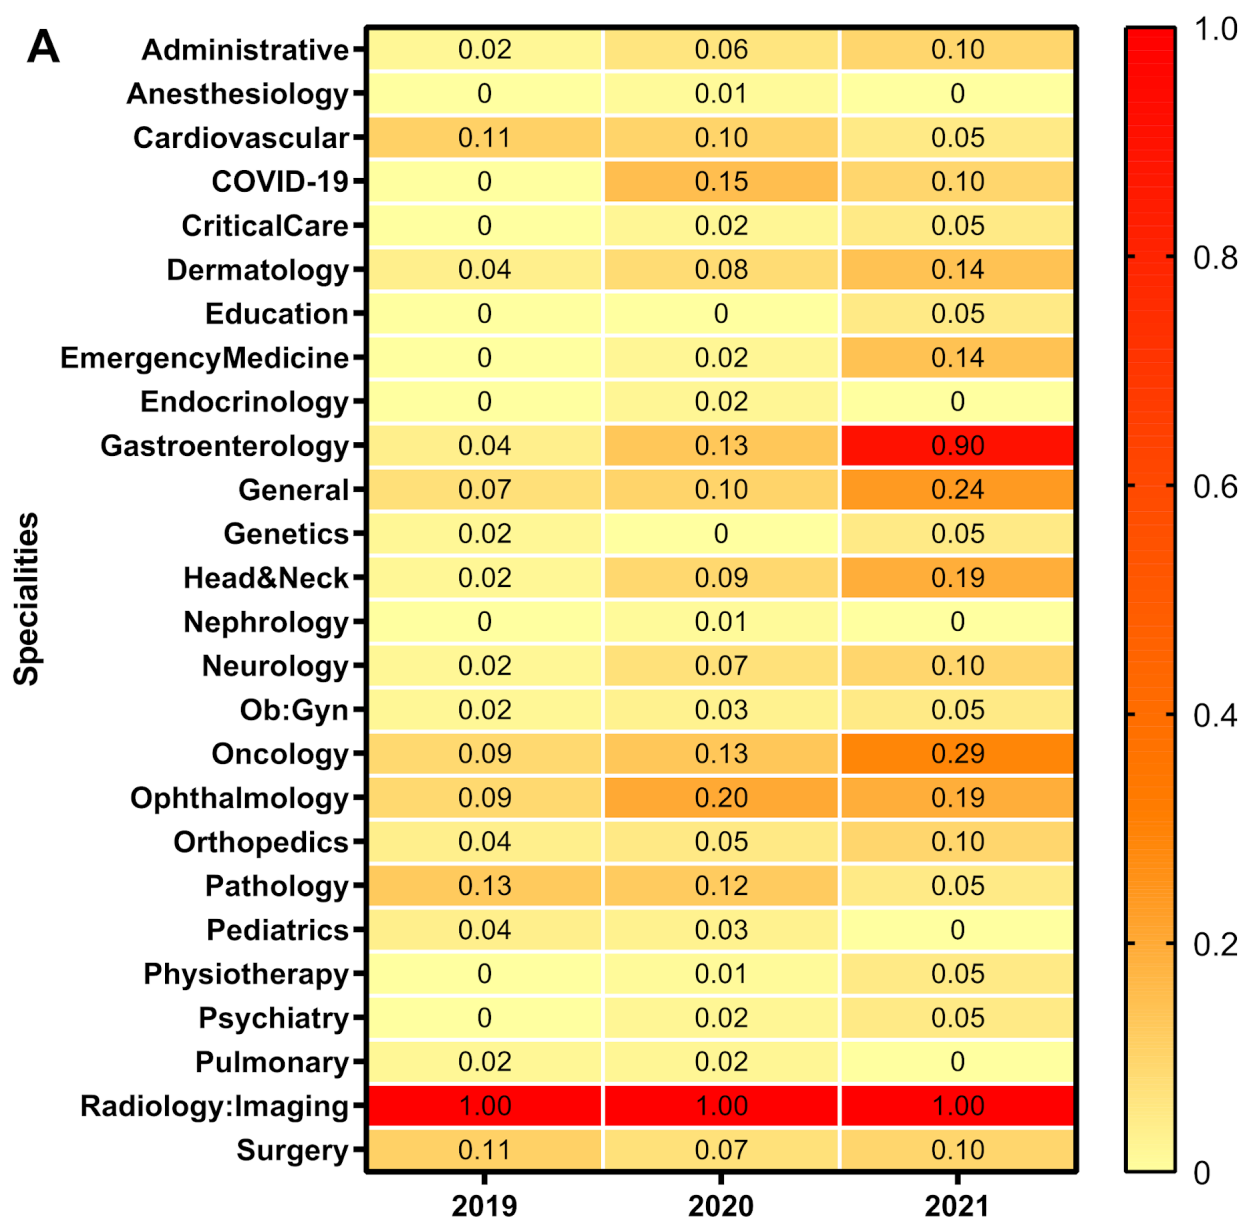 A
Administrative 0.02 0.06 0.10
Anesthesiology 0 0.01 0
Cardiovascular 0.11 0.10 0.05
COVID-19 0 0.15 0.10
CriticalCare 0 0.02 0.05
Dermatology 0.04 0.08 0.14
Education 0 0 0.05
EmergencyMedicine 0 0.02 0.14
Endocrinology 0 0.02 0
Gastroenterology 0.04 0.13 0.90
General 0.07 0.10 0.24
Genetics 0.02 0 0.05
Head&Neck 0.02 0.09 0.19
Nephrology 0 0.01 0
Neurology 0.02 0.07 0.10
Ob:Gyn 0.02 0.03 0.05
Oncology 0.09 0.13 0.29
Ophthalmology 0.09 0.20 0.19
Orthopedics 0.04 0.05 0.10
Pathology 0.13 0.12 0.05
Pediatrics 0.04 0.03 0
Physiotherapy 0 0.01 0.05
Psychiatry 0 0.02 0.05
Pulmonary 0.02 0.02 0
Radiology:Imaging 1.00 1.00 1.00
Surgery 0.11 0.07 0.10
2019 2020 2021
Specialities
1.0
0.8
0.6
0.4
0.2
0